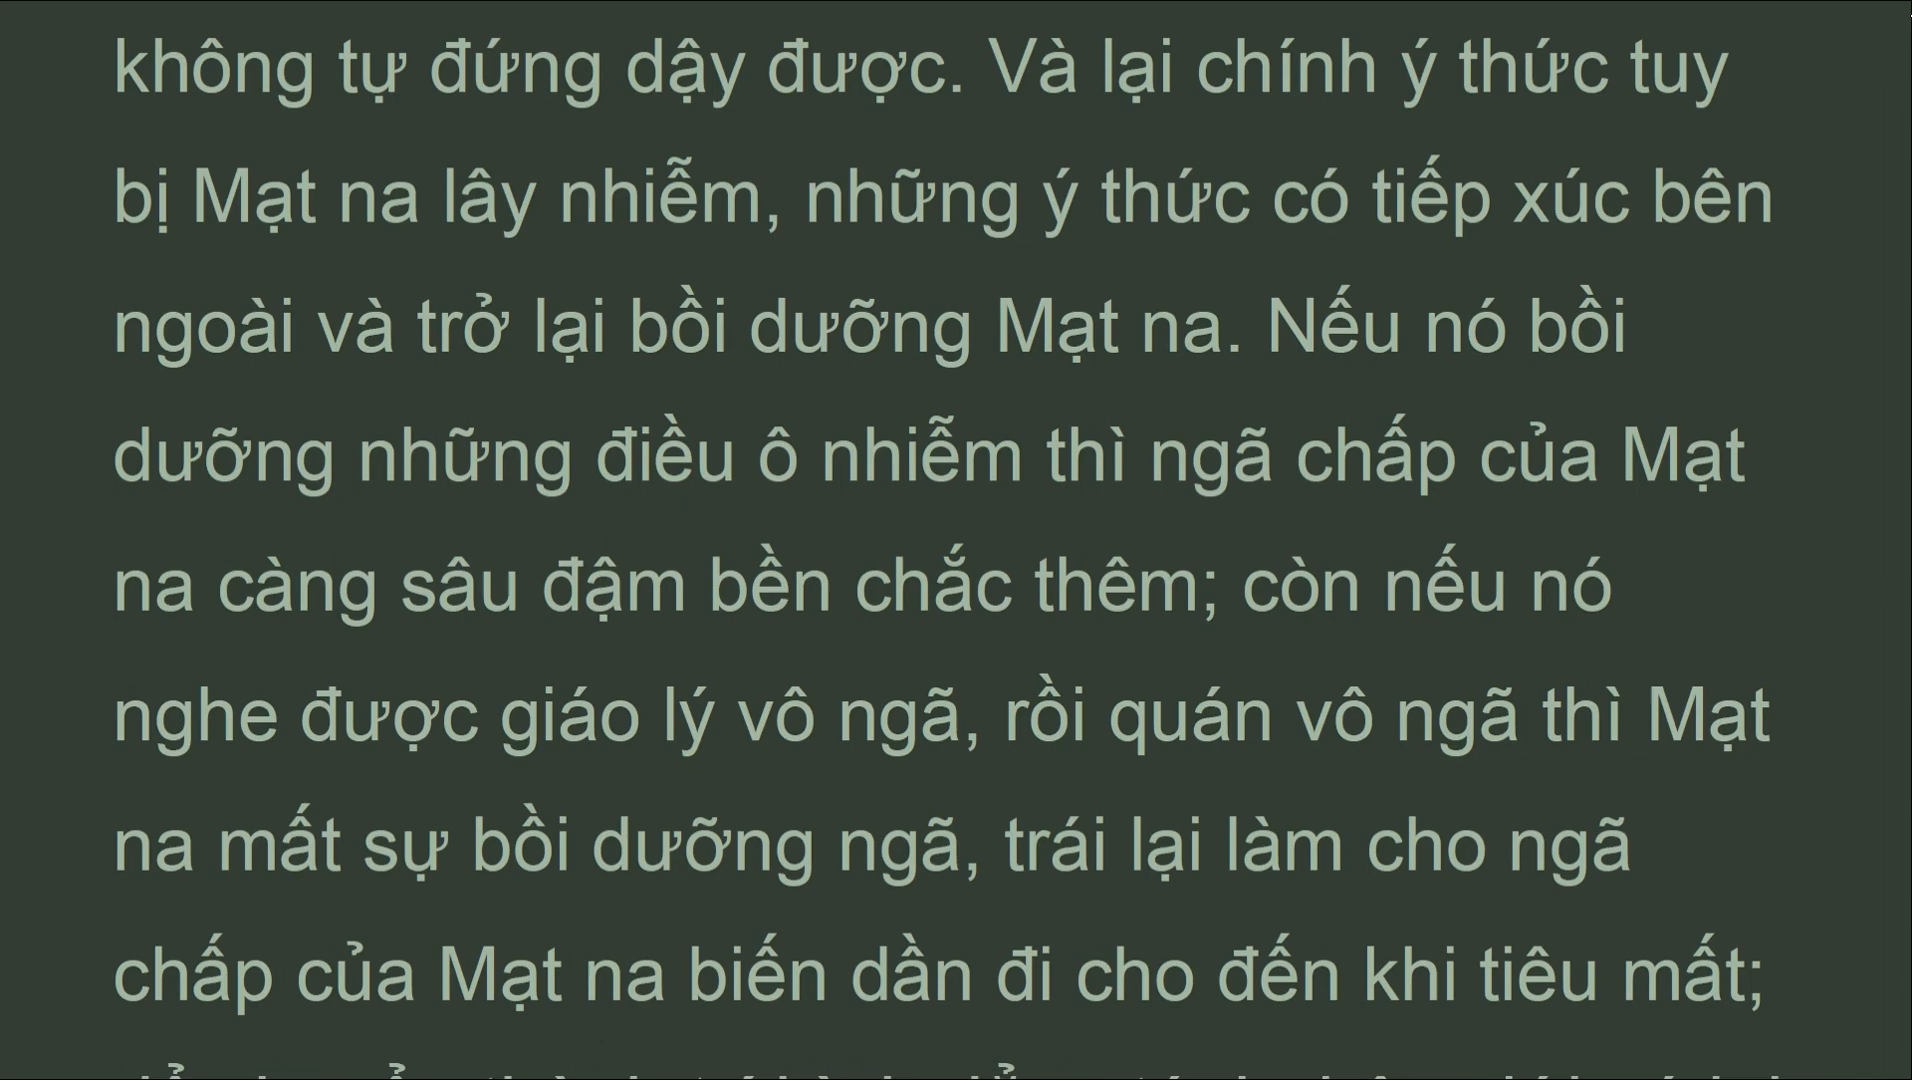 không tự đứng dậy được. Và lại chính ý thức tuy
bị Mạt na lây nhiễm, những ý thức có tiếp xúc bên
ngoài và trở lại bồi dưỡng Mạt na. Nếu nó bồi
dưỡng những điều ô nhiễm thì ngã chấp của Mạt
na càng sâu đậm bền chắc thêm; còn nếu nó
nghe được giáo lý vô ngã, rồi quán vô ngã thì Mạt
na mất sự bồi dưỡng ngã, trái lại làm cho ngã
chấp của Mạt na biến dần đi cho đến khi tiêu mất;